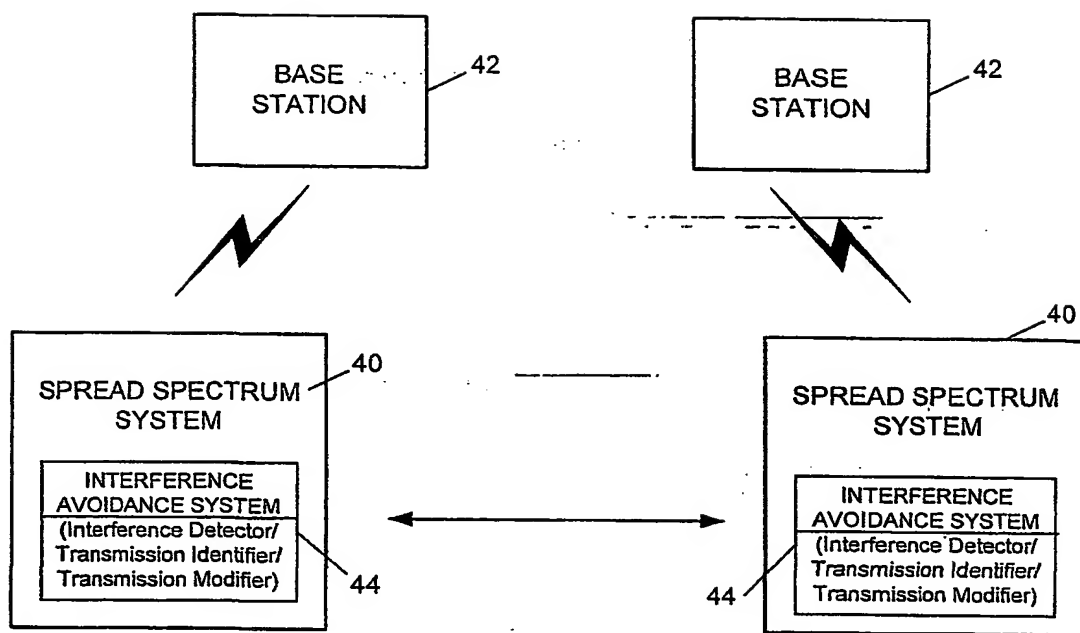 BASE
STATION
42
BASE
STATION
42
40
SPREAD SPECTRUM
SYSTEM
INTERFERENCE
AVOIDANCE SYSTEM
(Interference Detector/
Transmission Identifier/
Transmission Modifier)
44
40
SPREAD SPECTRUM
SYSTEM
INTERFERENCE
AVOIDANCE SYSTEM
(Interference Detector/
Transmission Identifier/
Transmission Modifier)
44